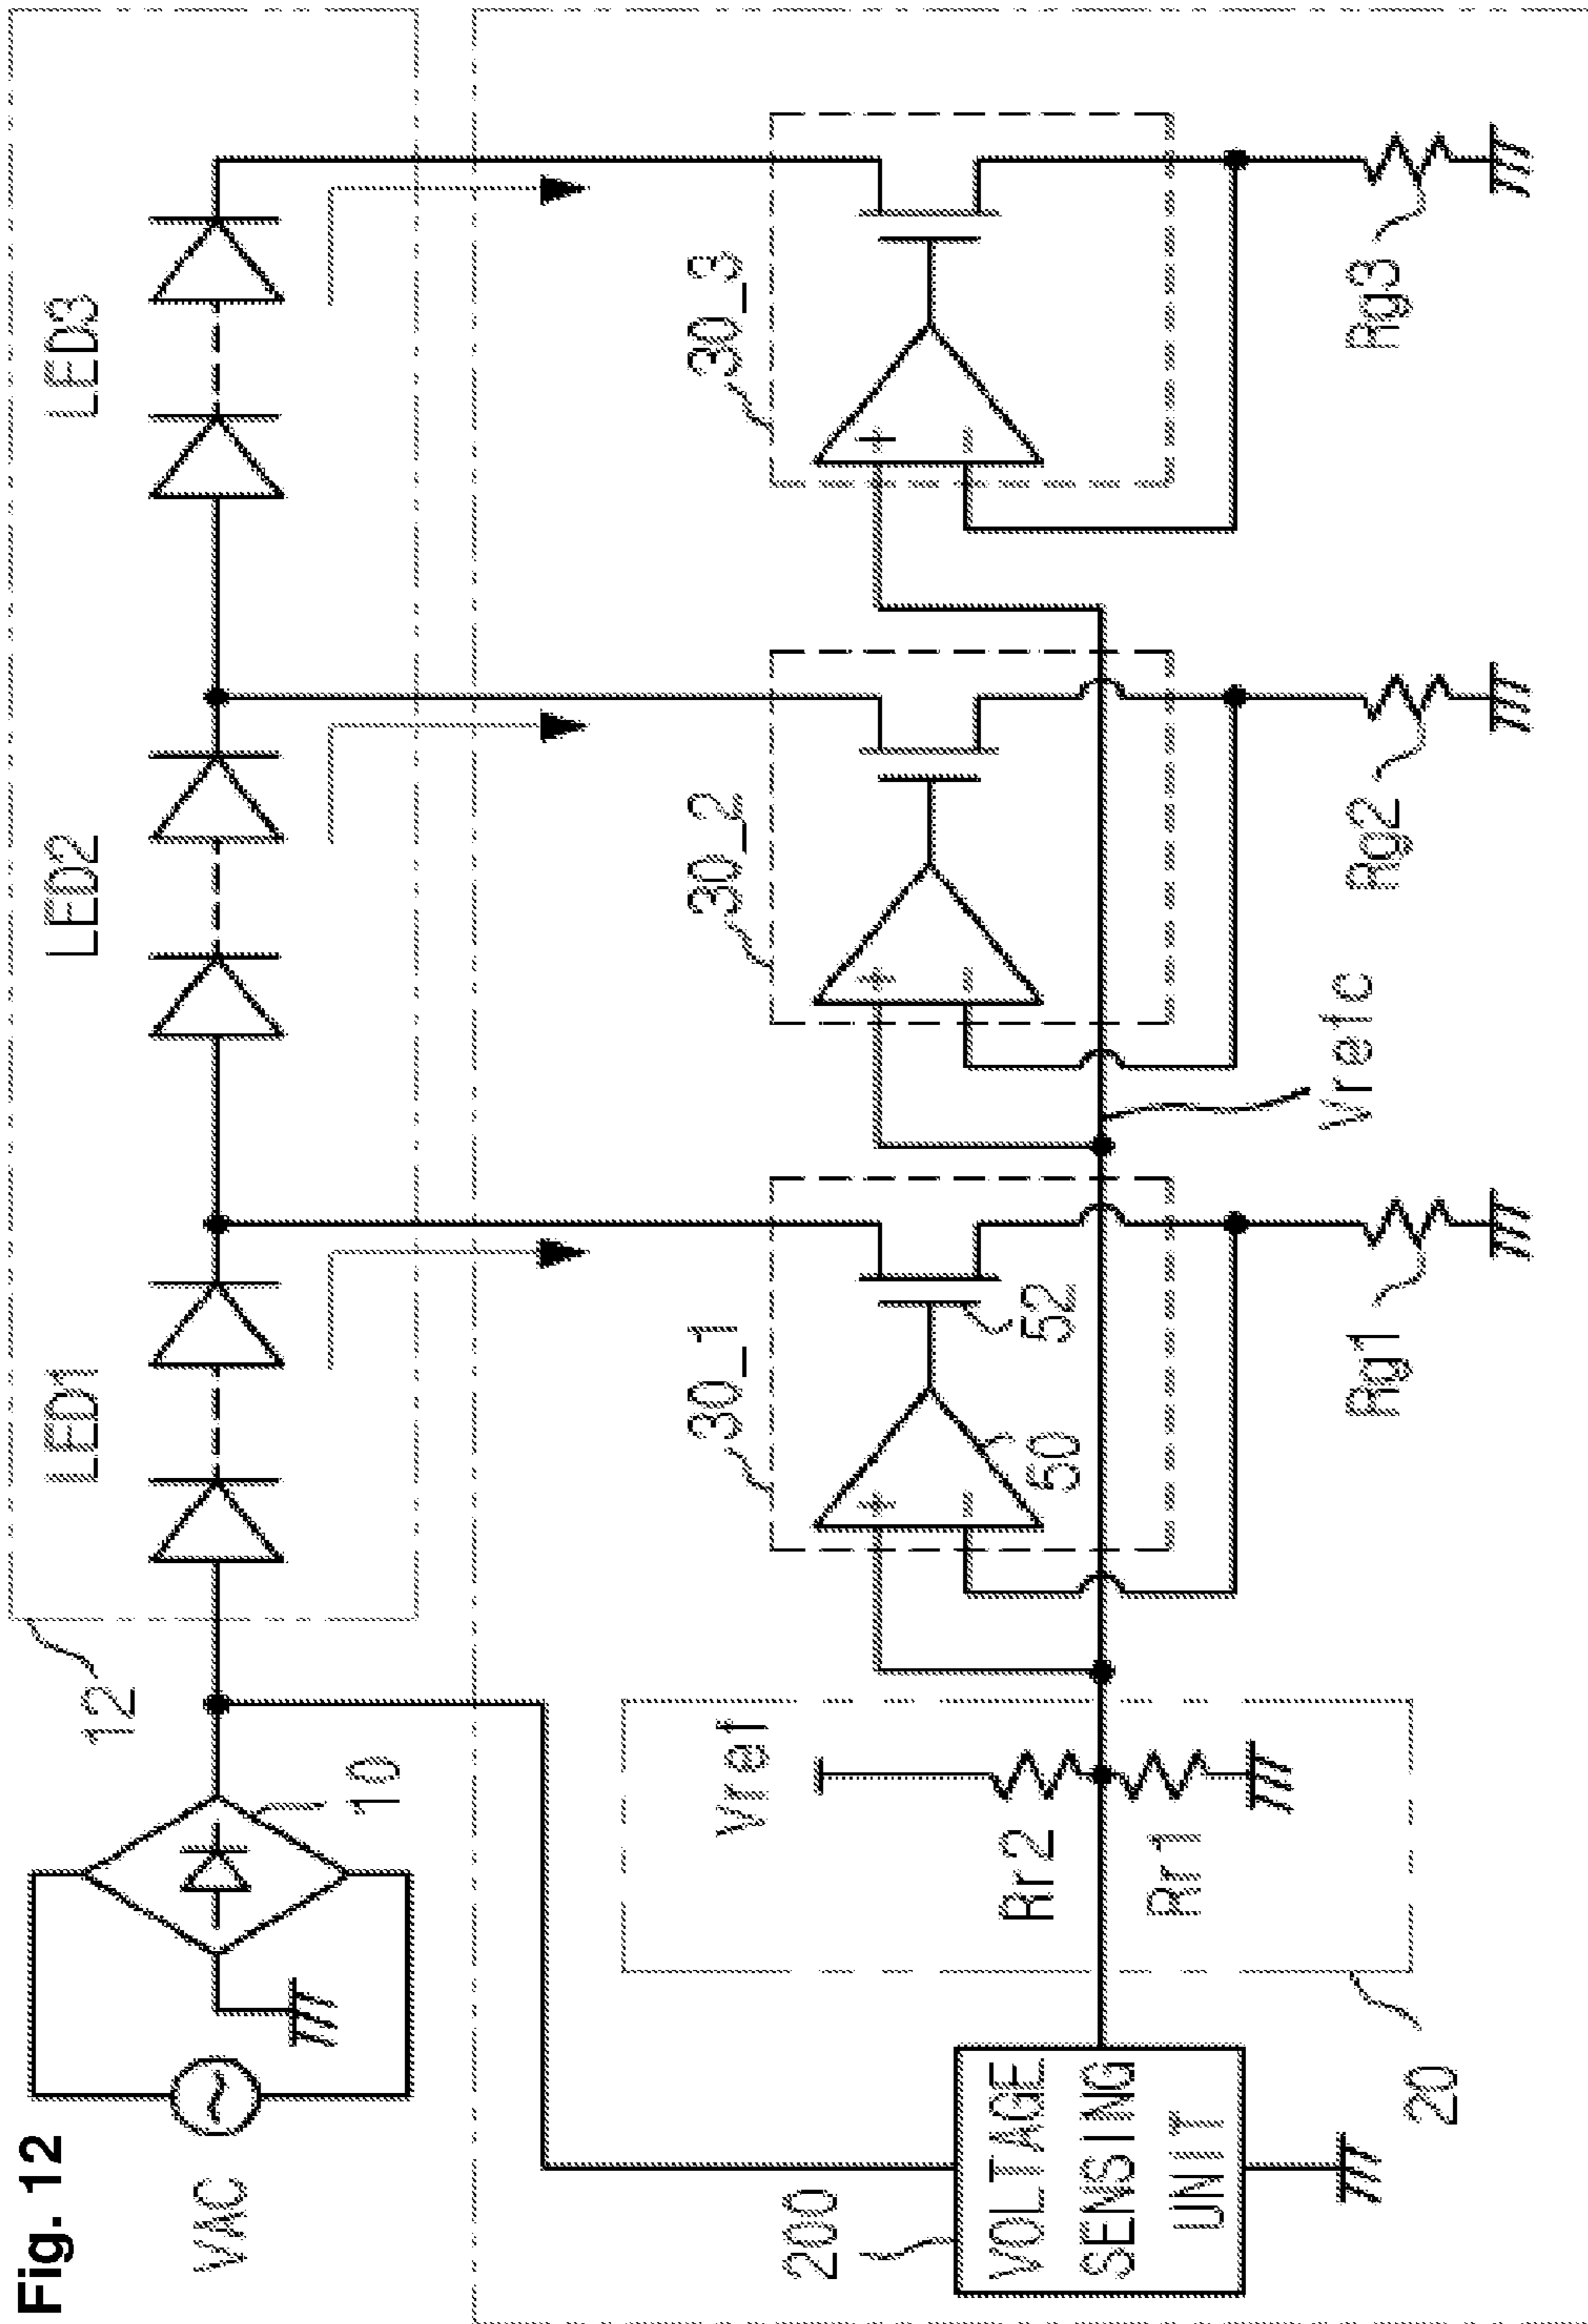 Fig. 12
VAC
10
12
LED1
LED2
LED3
200
VOLTAGE
SENSING
UNIT
20
Vref
Rr2
Rr1
30_1
+
-
50
52
30_2
+
-
30_3
+
-
Vrefc
Rg1
Rg2
Rg3